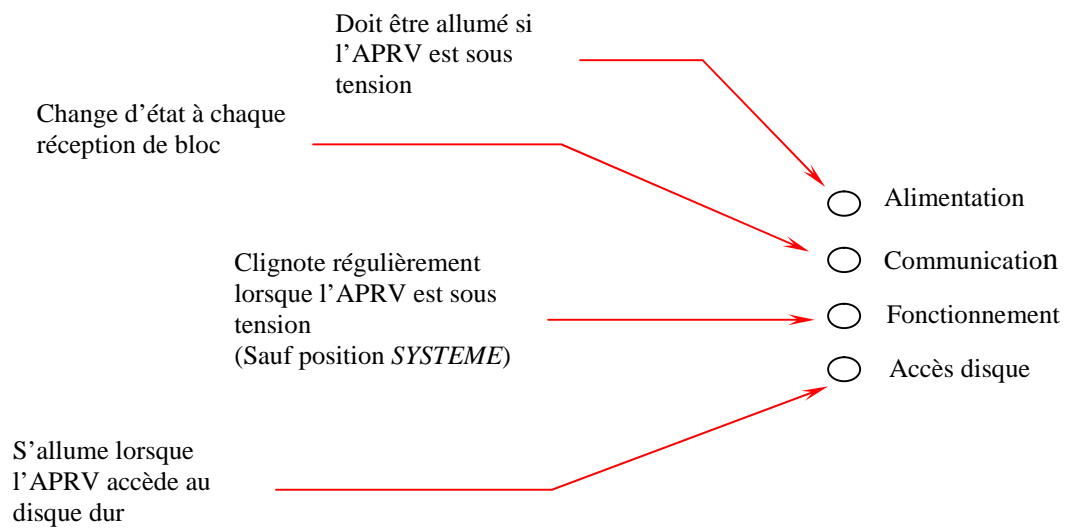 Doit être allumé si
l’APRV est sous
tension
Change d’état à chaque
réception de bloc
Alimentation
Communication
Clignote régulièrement
lorsque l’APRV est sous
tension
(Sauf position SYSTEME)
Fonctionnement
Accès disque
S’allume lorsque
l’APRV accède au
disque dur